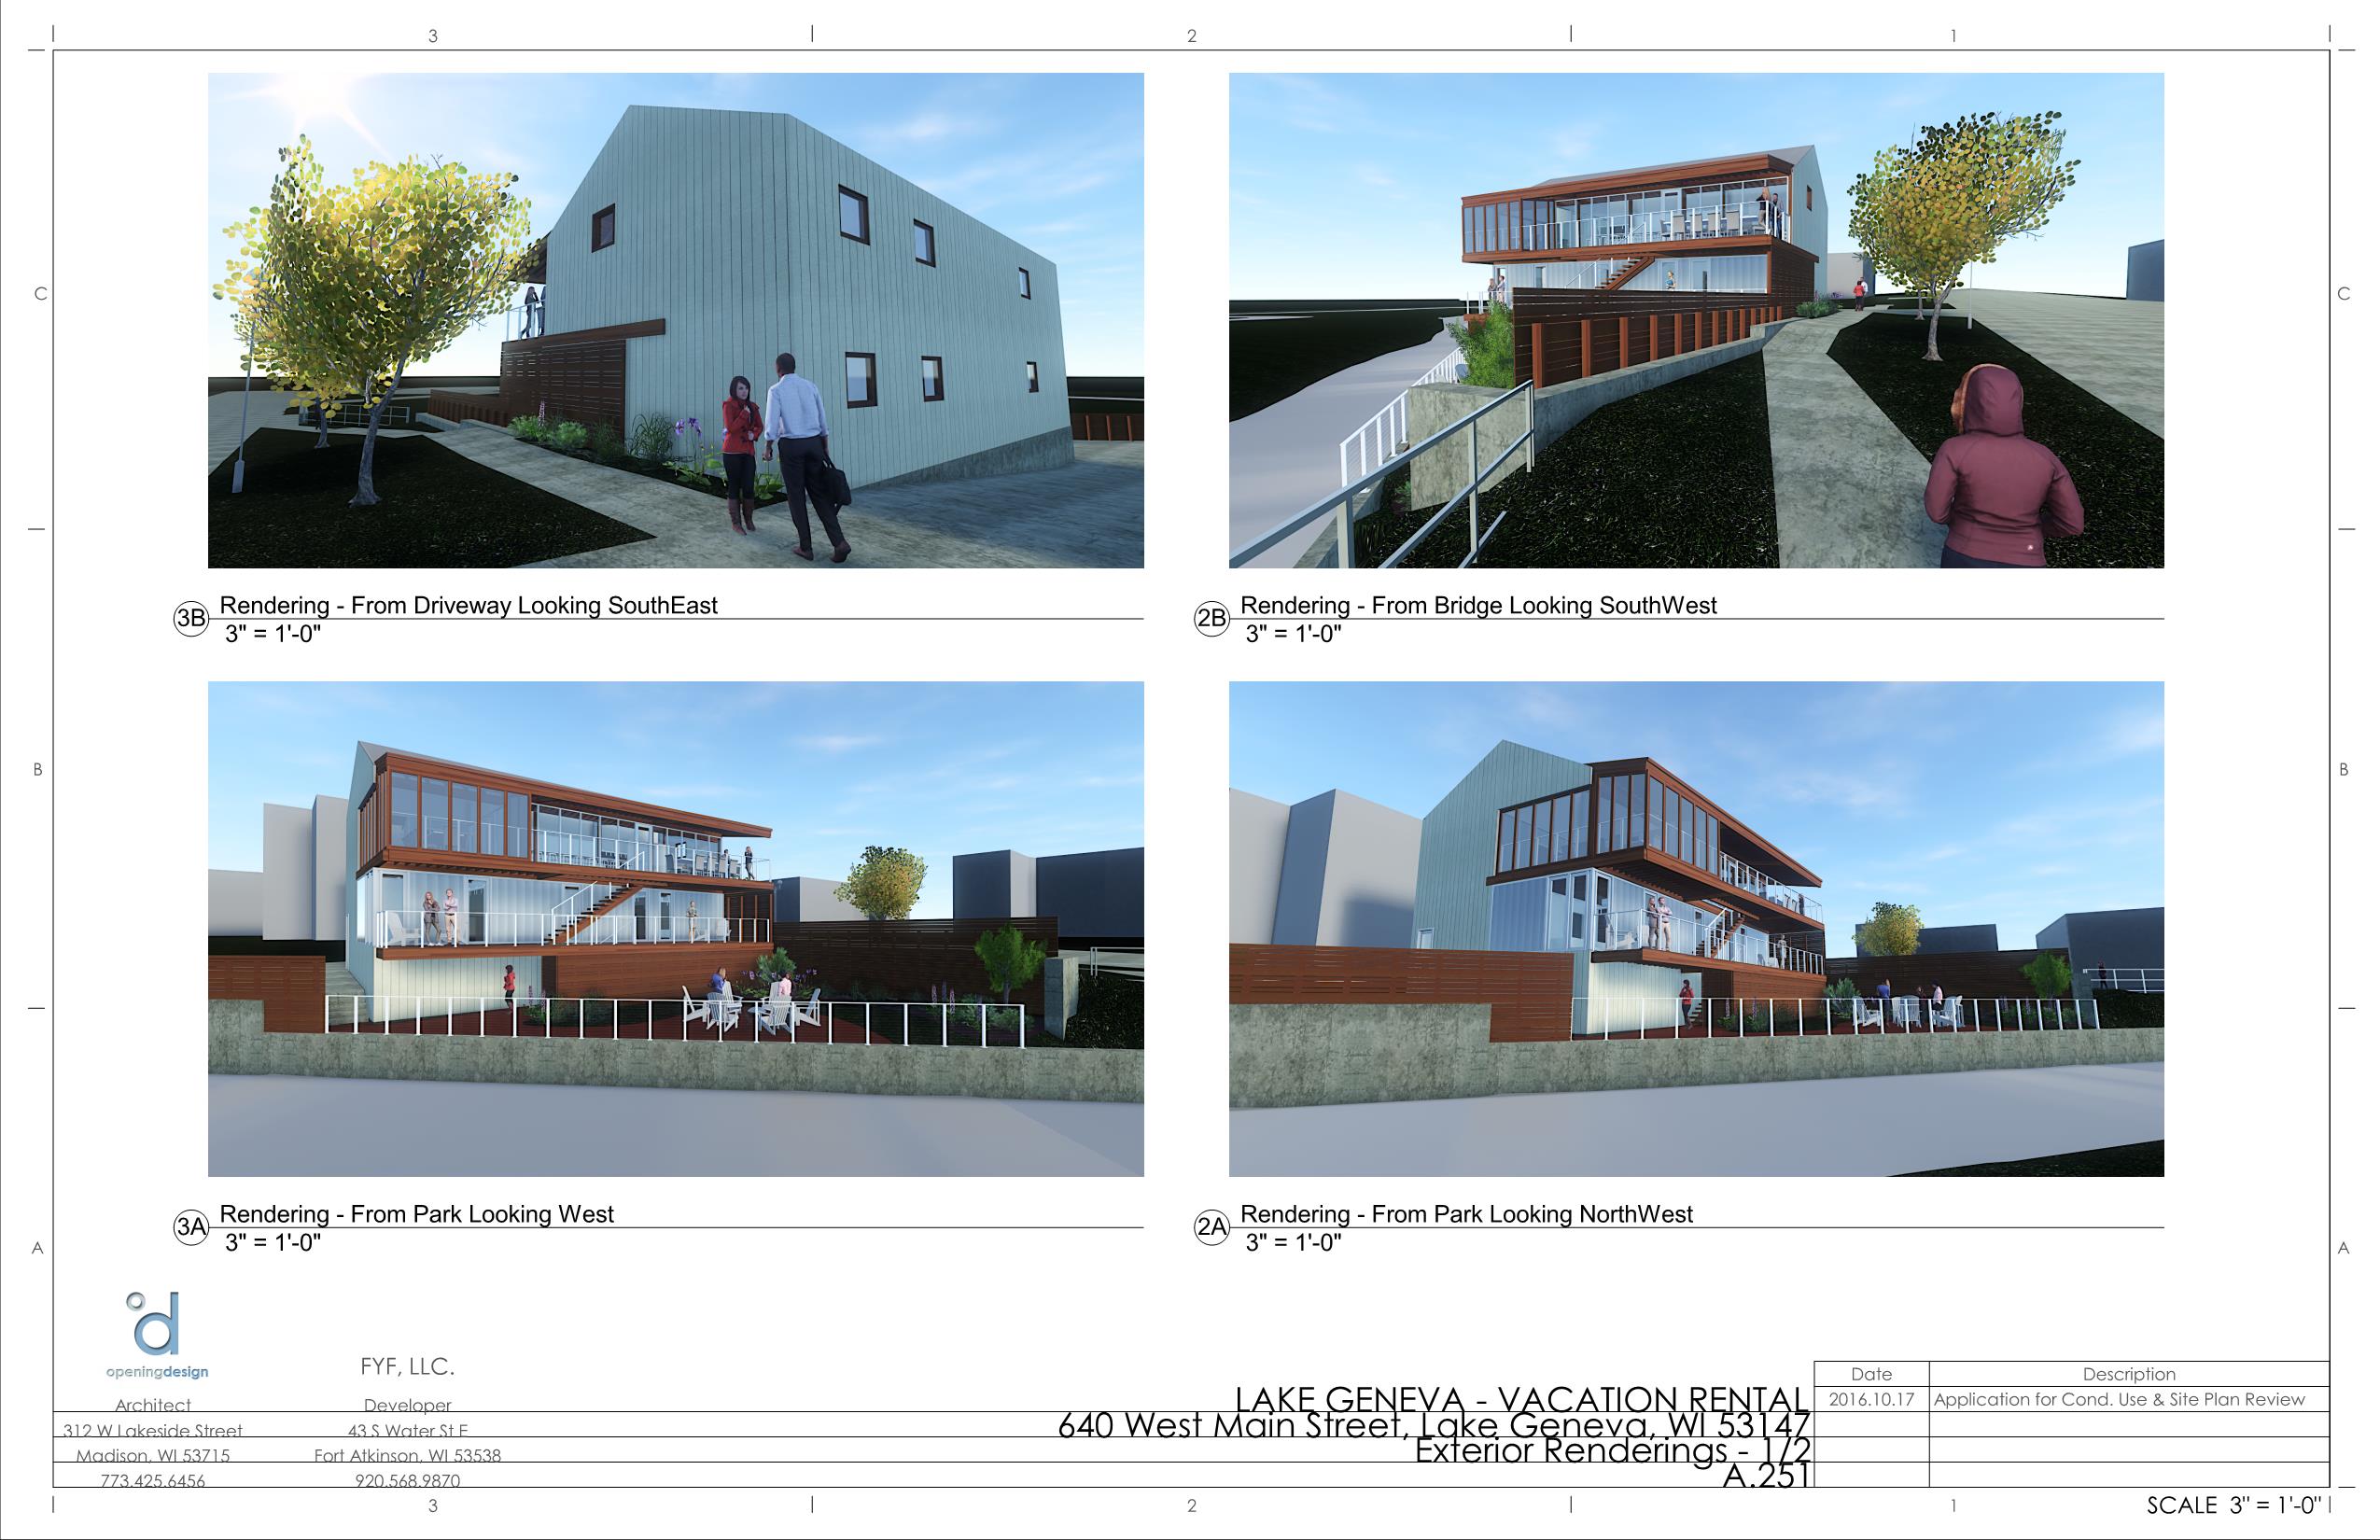 3 2 1
C C
3B Rendering - From Driveway Looking SouthEast
3" = 1'-0"
2B Rendering - From Bridge Looking SouthWest
3" = 1'-0"
B B
3A Rendering - From Park Looking West
3" = 1'-0"
2A Rendering - From Park Looking NorthWest
3" = 1'-0"
A A
openingdesign
Architect
312 W Lakeside Street
Madison, WI 53715
773.425.6456
FYF, LLC.
Developer
43 S Water St E
Fort Atkinson, WI 53538
920.568.9870
LAKE GENEVA - VACATION RENTAL
640 West Main Street, Lake Geneva, WI 53147
Exterior Renderings - 1/2
A.251
Date Description
2016.10.17 Application for Cond. Use & Site Plan Review
3 2 1
SCALE 3" = 1'-0"